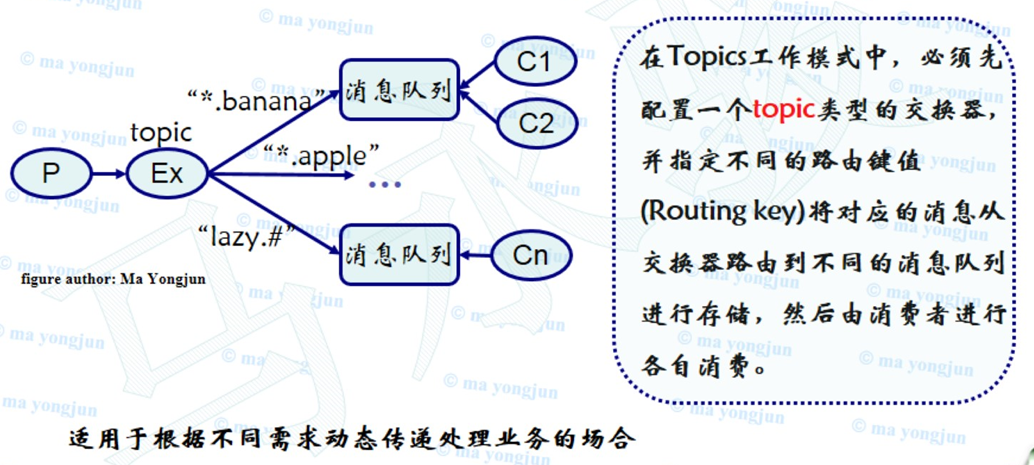 topic
P
Ex
“*.banana”
“*.apple”
“lazy.#”
消息队列
...
消息队列
C1
C2
Cn
figure author: Ma Yongjun
在Topics工作模式中，必须先
配置一个topic类型的交换器，
并指定不同的路由键值
(Routing key)将对应的消息从
交换器路由到不同的消息队列
进行存储，然后由消费者进行
各自消费。
适用于根据不同需求动态传递处理业务的场合
© ma yongjun